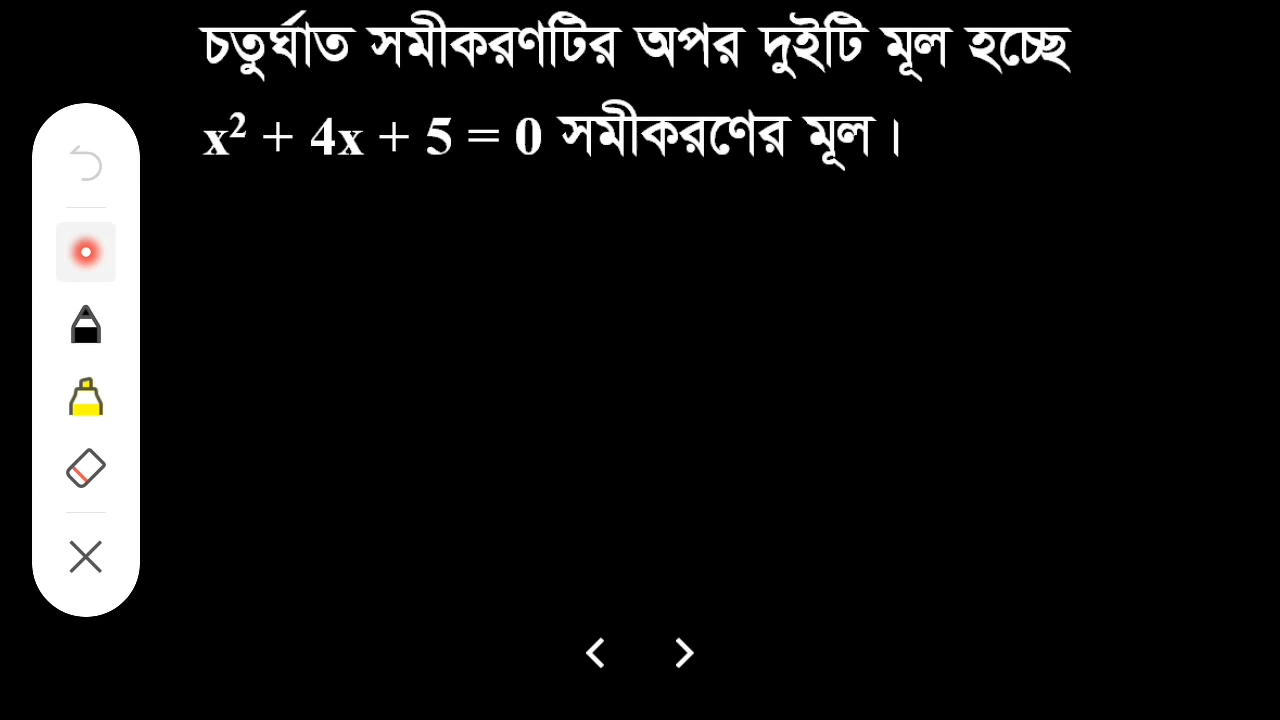 চতুর্ঘাত সমীকরণটির অপর দুইটি মূল হচ্ছে
x² + 4x + 5 = 0 সমীকরণের মূল।